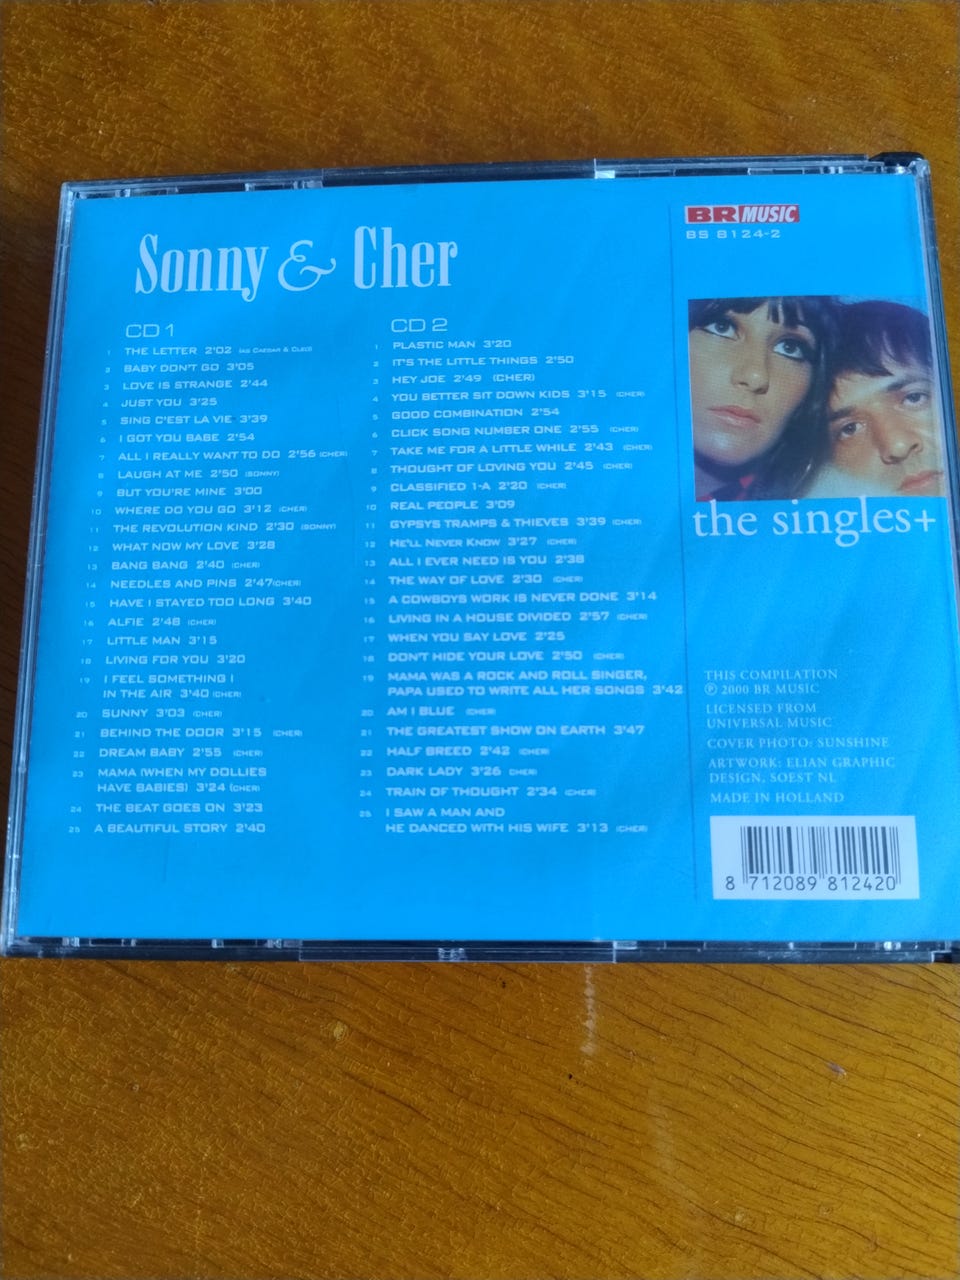 Sonny & Cher
CD 1
1 THE LETTER 2'02 (AS CAESAR & CLEO)
2 BABY DON'T GO 3'05
3 LOVE IS STRANGE 2'44
4 JUST YOU 3'25
5 SING C'EST LA VIE 3'39
6 I GOT YOU BABE 2'54
7 ALL I REALLY WANT TO DO 2'56 (CHER)
8 LAUGH AT ME 2'50 (SONNY)
9 BUT YOU'RE MINE 3'00
10 WHERE DO YOU GO 3'12 (CHER)
11 THE REVOLUTION KIND 2'30 (SONNY)
12 WHAT NOW MY LOVE 3'28
13 BANG BANG 2'40 (CHER)
14 NEEDLES AND PINS 2'47(CHER)
15 HAVE I STAYED TOO LONG 3'40
16 ALFIE 2'48 (CHER)
17 LITTLE MAN 3'15
18 LIVING FOR YOU 3'20
19 I FEEL SOMETHING I
IN THE AIR 3'40 (CHER)
20 SUNNY 3'03 (CHER)
21 BEHIND THE DOOR 3'15 (CHER)
22 DREAM BABY 2'55 (CHER)
23 MAMA (WHEN MY DOLLIES
HAVE BABIES) 3'24 (CHER)
24 THE BEAT GOES ON 3'23
25 A BEAUTIFUL STORY 2'40
CD 2
1 PLASTIC MAN 3'20
2 IT'S THE LITTLE THINGS 2'50
3 HEY JOE 2'49 (CHER)
4 YOU BETTER SIT DOWN KIDS 3'15 (CHER)
5 GOOD COMBINATION 2'54
6 CLICK SONG NUMBER ONE 2'55 (CHER)
7 TAKE ME FOR A LITTLE WHILE 2'43 (CHER)
8 THOUGHT OF LOVING YOU 2'45 (CHER)
9 CLASSIFIED 1-A 2'20 (CHER)
10 REAL PEOPLE 3'09
11 GYPSYS TRAMPS & THIEVES 3'39 (CHER)
12 HE'LL NEVER KNOW 3'27 (CHER)
13 ALL I EVER NEED IS YOU 2'38
14 THE WAY OF LOVE 2'30 (CHER)
15 A COWBOYS WORK IS NEVER DONE 3'14
16 LIVING IN A HOUSE DIVIDED 2'57 (CHER)
17 WHEN YOU SAY LOVE 2'25
18 DON'T HIDE YOUR LOVE 2'50 (CHER)
19 MAMA WAS A ROCK AND ROLL SINGER,
PAPA USED TO WRITE ALL HER SONGS 3'42
20 AM I BLUE (CHER)
21 THE GREATEST SHOW ON EARTH 3'47
22 HALF BREED 2'42 (CHER)
23 DARK LADY 3'26 CHER)
24 TRAIN OF THOUGHT 2'34 (CHER)
25 I SAW A MAN AND
HE DANCED WITH HIS WIFE 3'13 (CHER)
BR MUSIC
BS 8124-2
the singles+
THIS COMPILATION
℗ 2000 BR MUSIC
LICENSED FROM
UNIVERSAL MUSIC
COVER PHOTO: SUNSHINE
ARTWORK: ELIAN GRAPHIC
DESIGN, SOEST NL
MADE IN HOLLAND
8 712089 812420